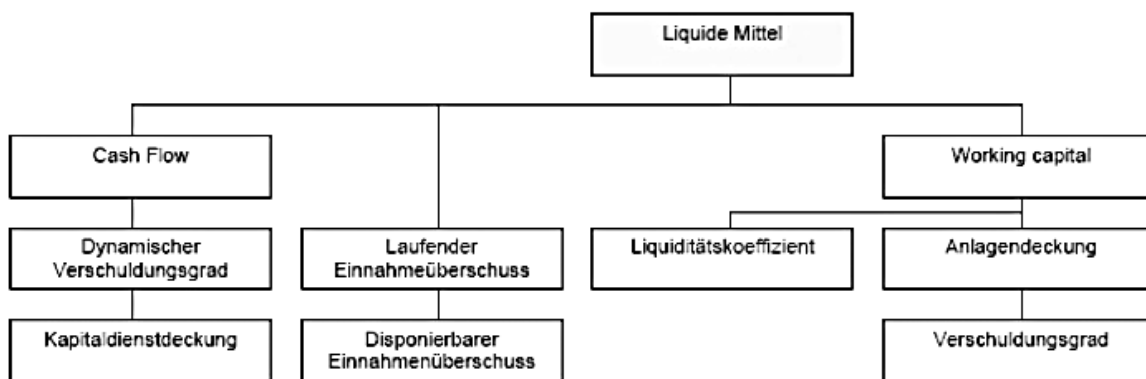 Liquide Mittel
Cash Flow
Working capital
Dynamischer
Verschuldungsgrad
Laufender
Einnahmeüberschuss
Liquiditätskoeffizient
Anlagendeckung
Kapitaldienstdeckung
Disponierbarer
Einnahmenüberschuss
Verschuldungsgrad